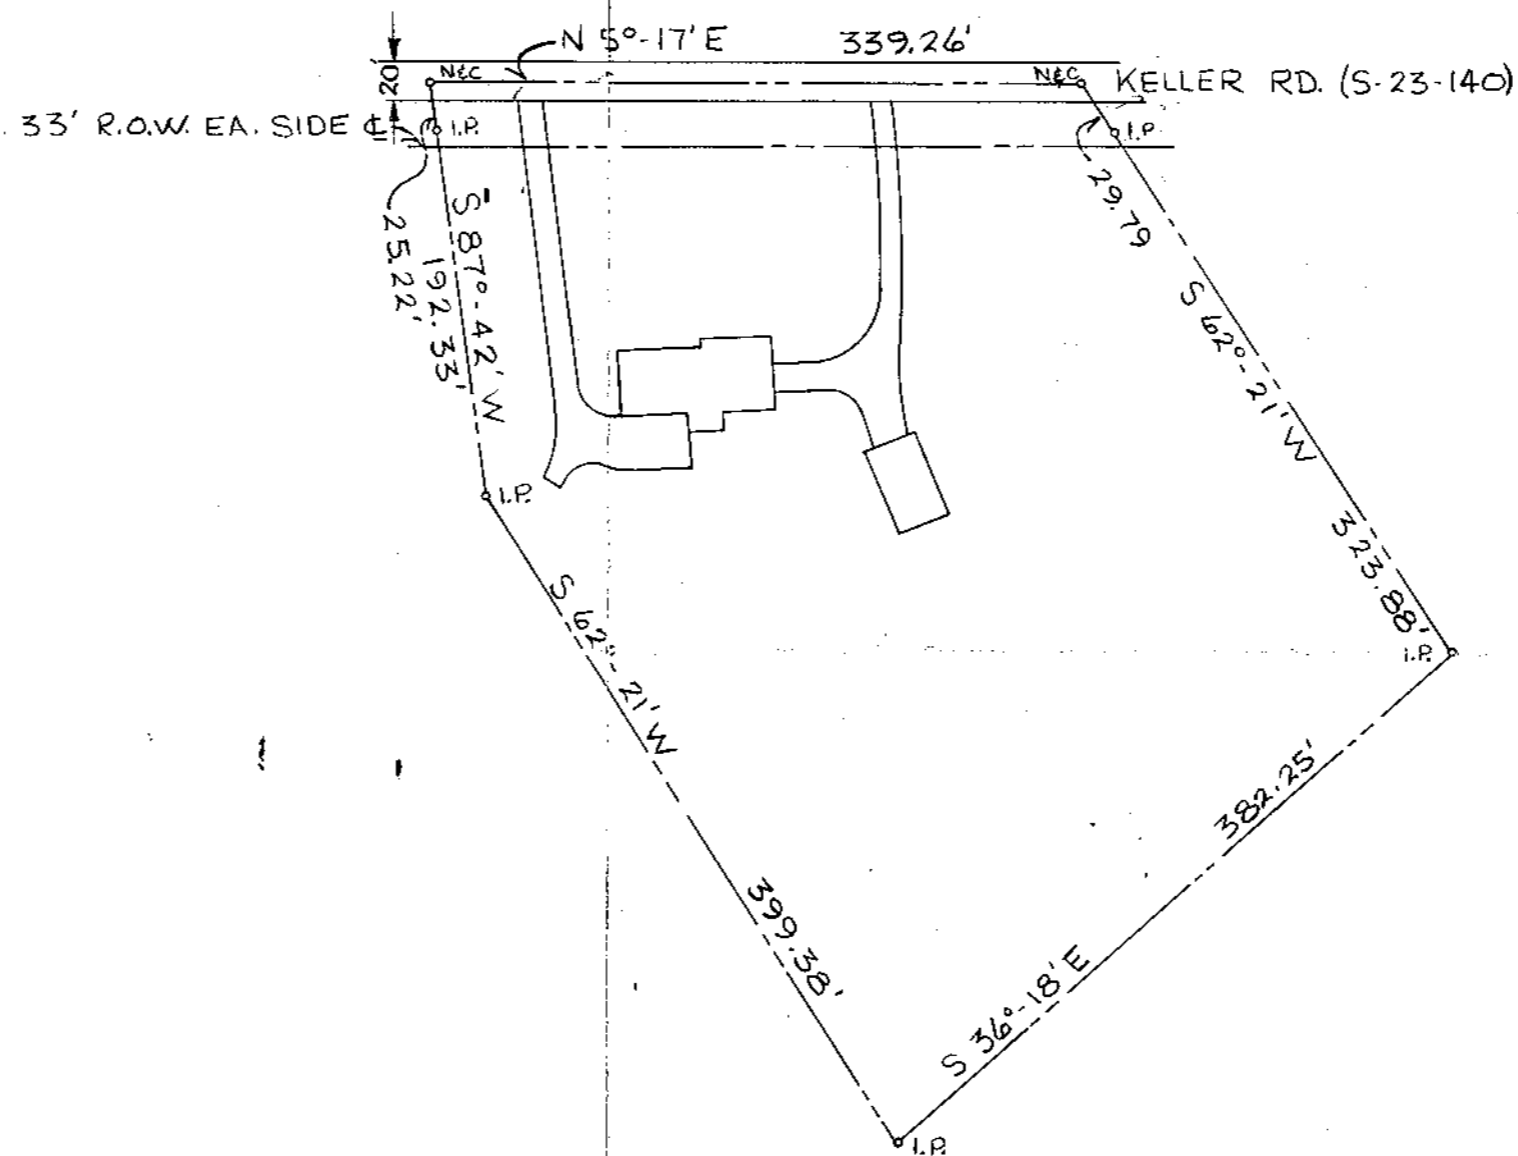 N 5°-17' E 339.26'
20'
N&C N&C KELLER RD. (S-23-140)
33' R.O.W. EA. SIDE ℄
I.P. I.P.
29.79
S 87°-42' W
192.33'
25.22'
S 62°-21' W
323.88'
I.P.
I.P.
S 62°-21' W
399.38'
382.25'
S 36°-18' E
I.P.